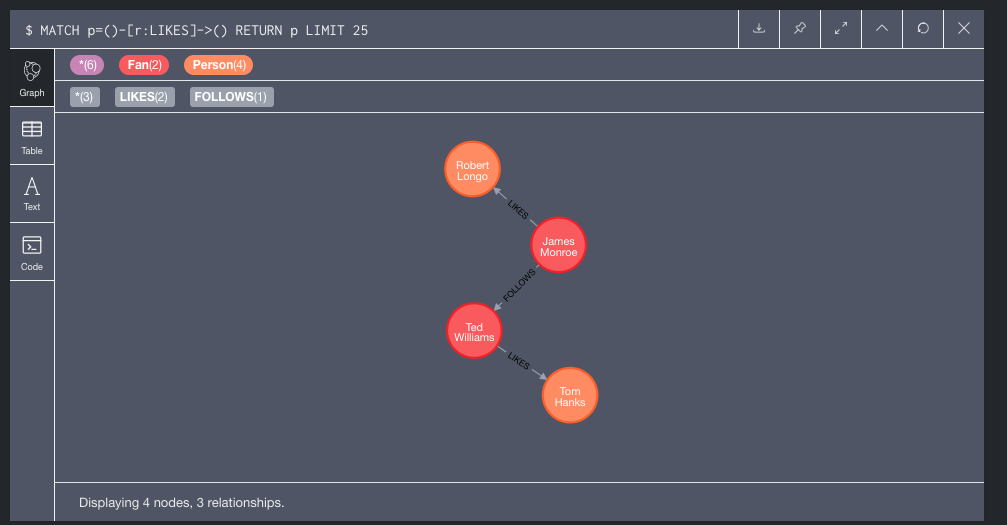 $ MATCH p=()-[r:LIKES]->() RETURN p LIMIT 25
Graph
*(6) Fan(2) Person(4)
*(3) LIKES(2) FOLLOWS(1)
Table
Text
Code
Robert
Longo
LIKES
James
Monroe
FOLLOWS
Ted
Williams
LIKES
Tom
Hanks
Displaying 4 nodes, 3 relationships.